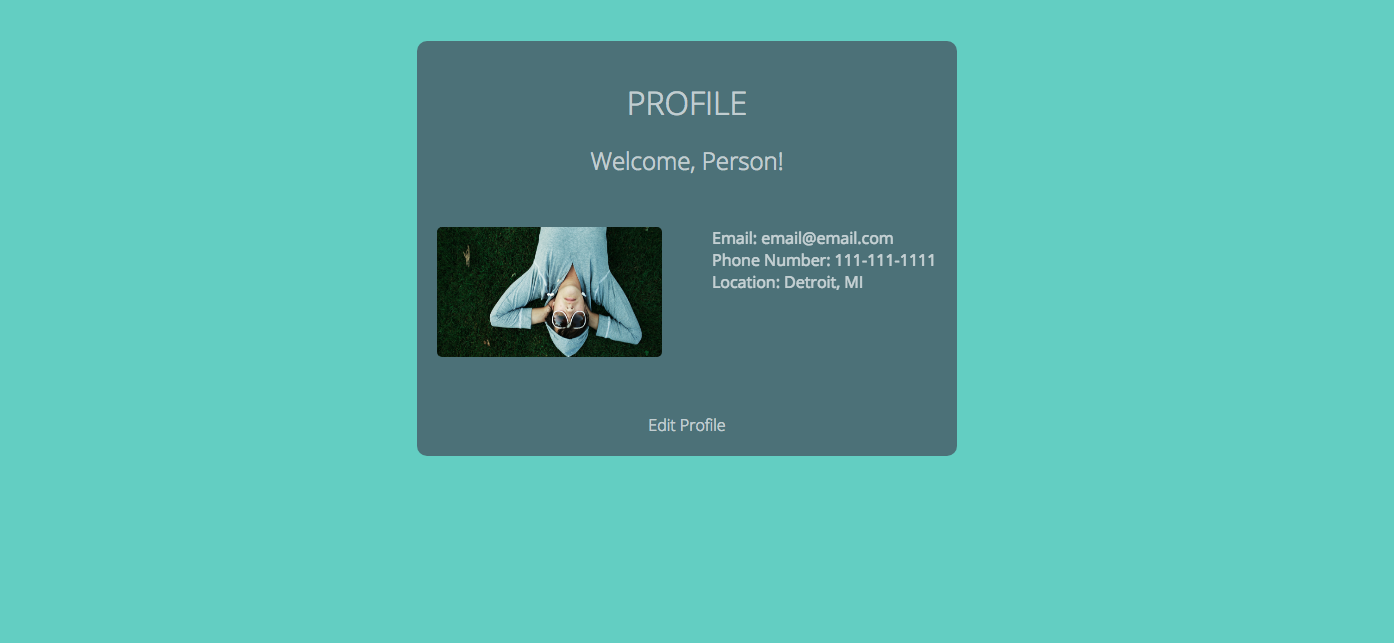 PROFILE
Welcome, Person!
Email: email@email.com
Phone Number: 111-111-1111
Location: Detroit, MI
Edit Profile